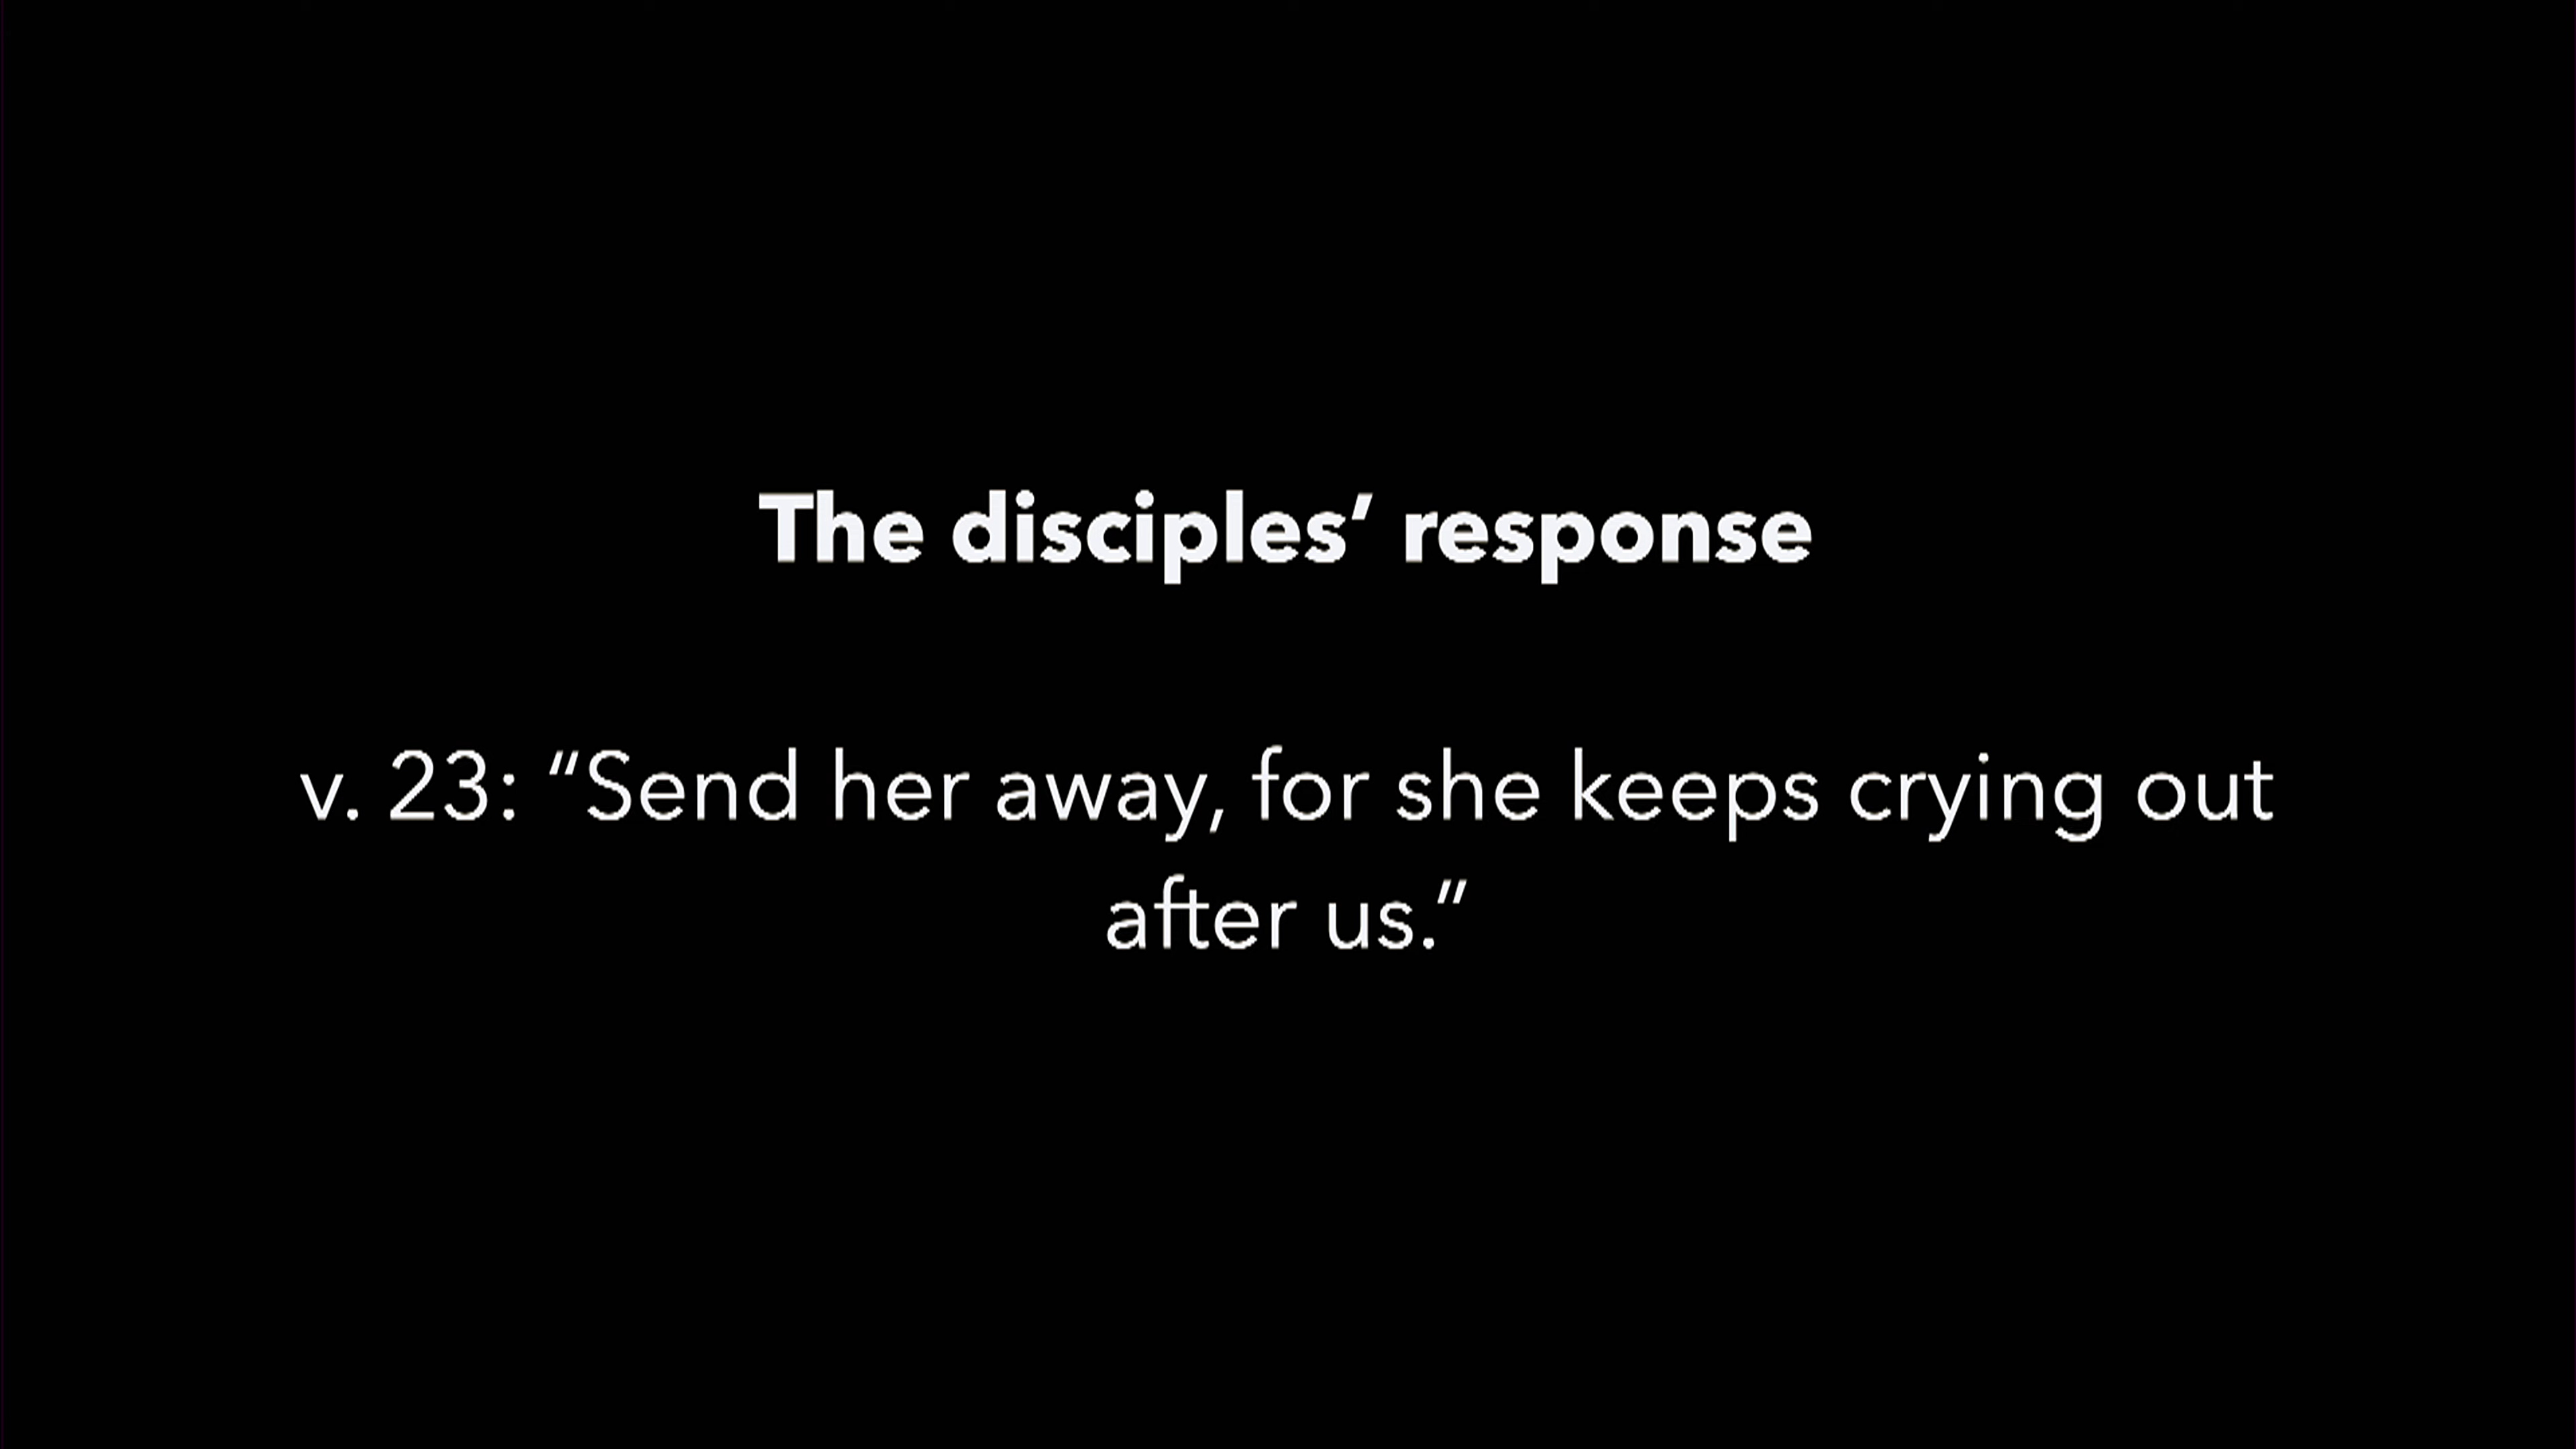 The disciples’ response
v. 23: “Send her away, for she keeps crying out
after us.”